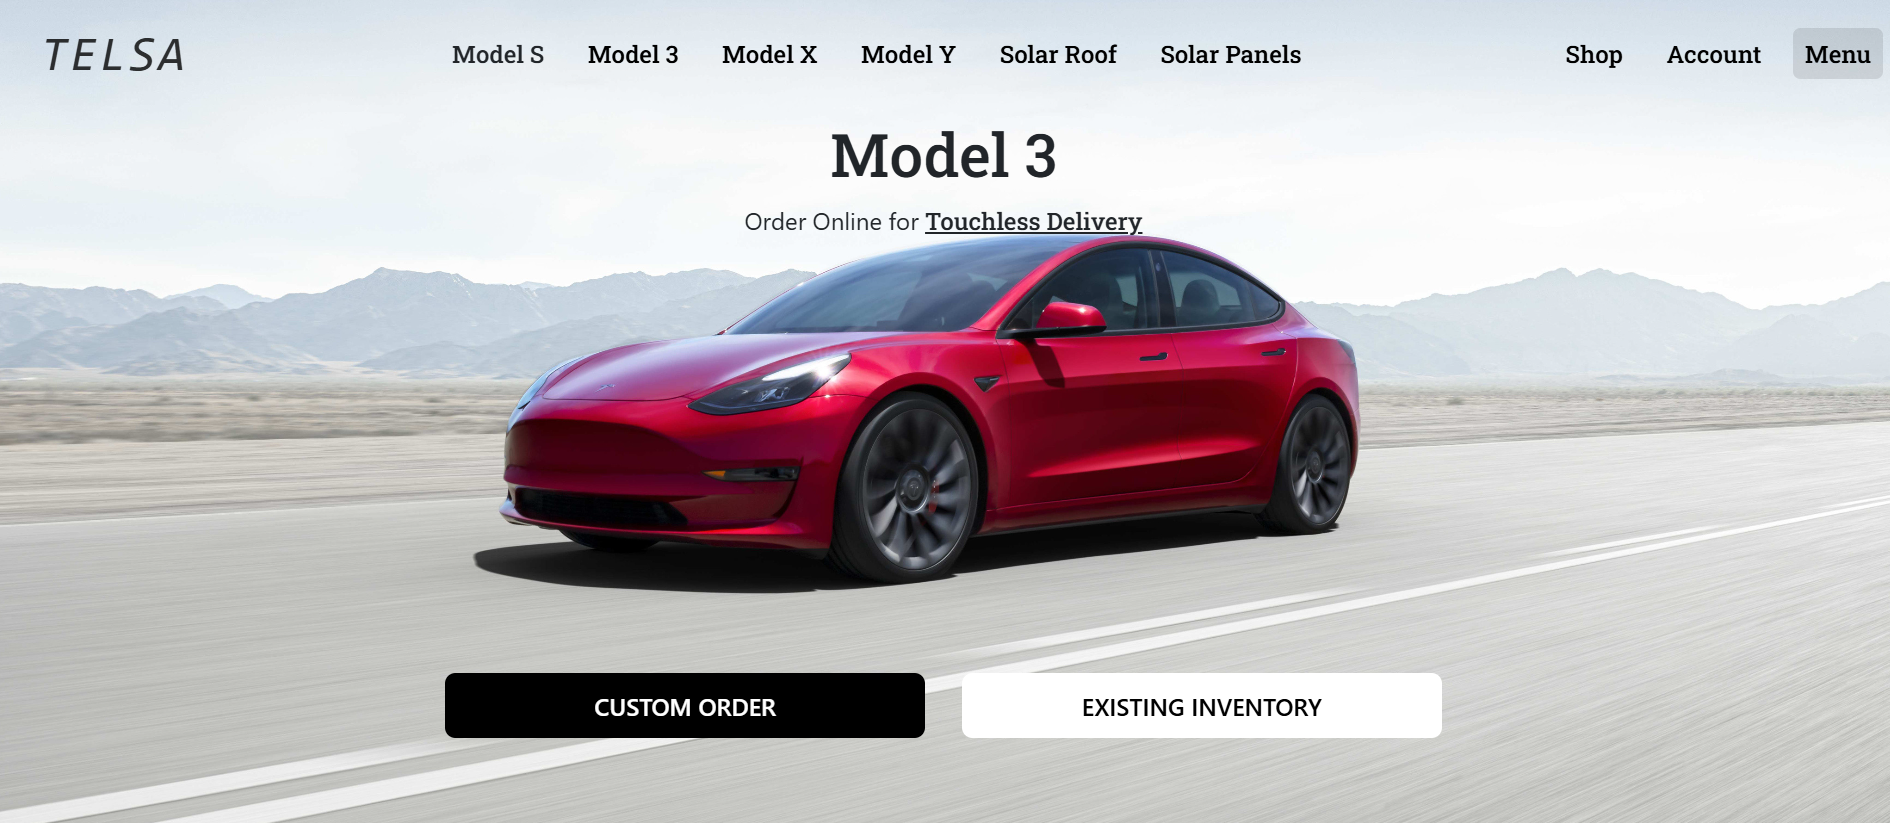 TELSA
Model S Model 3 Model X Model Y Solar Roof Solar Panels Shop Account Menu
Model 3
Order Online for Touchless Delivery
CUSTOM ORDER EXISTING INVENTORY